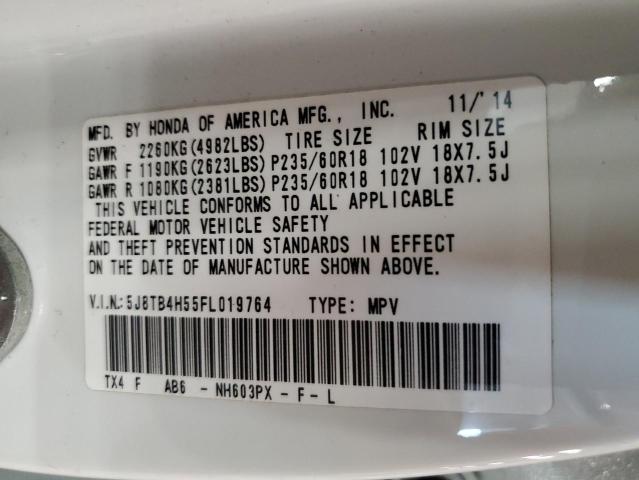 MFD. BY HONDA OF AMERICA MFG., INC. 11/'14
GVWR 2260KG(4982LBS) TIRE SIZE RIM SIZE
GAWR F 1190KG(2623LBS)P235/60R18 102V 18X7.5J
GAWR R 1080KG(2381LBS)P235/60R18 102V 18X7.5J
THIS VEHICLE CONFORMS TO ALL APPLICABLE
FEDERAL MOTOR VEHICLE SAFETY
AND THEFT PREVENTION STANDARDS IN EFFECT
ON THE DATE OF MANUFACTURE SHOWN ABOVE.
V.I.N.:5J8TB4H55FL019764 TYPE: MPV
TX4 F AB6 - NH603PX - F - L